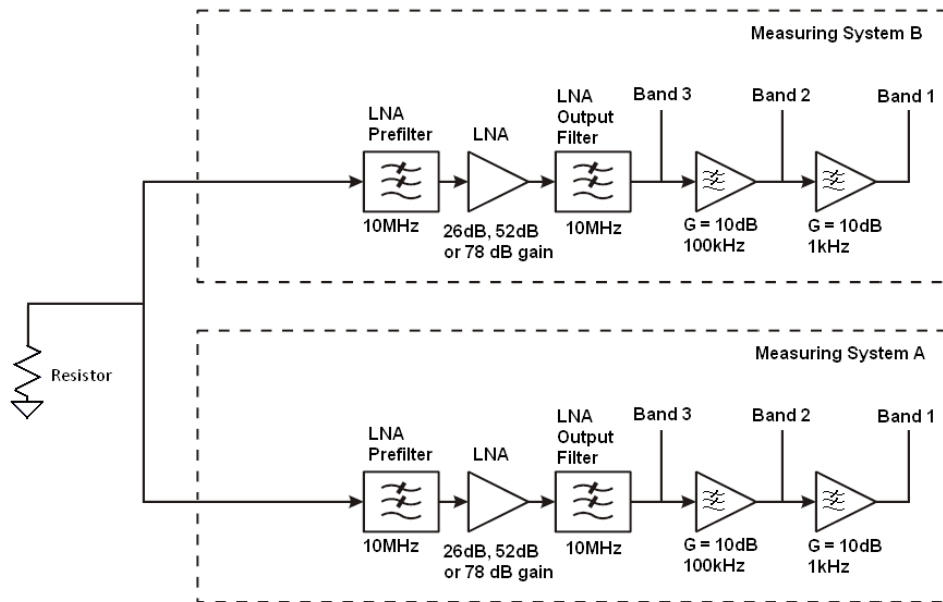 Measuring System B
LNA
Prefilter
LNA
LNA
Output
Filter
Band 3
Band 2
Band 1
10MHz
26dB, 52dB
or 78 dB gain
10MHz
G = 10dB
100kHz
G = 10dB
1kHz
Resistor
Measuring System A
LNA
Prefilter
LNA
LNA
Output
Filter
Band 3
Band 2
Band 1
10MHz
26dB, 52dB
or 78 dB gain
10MHz
G = 10dB
100kHz
G = 10dB
1kHz